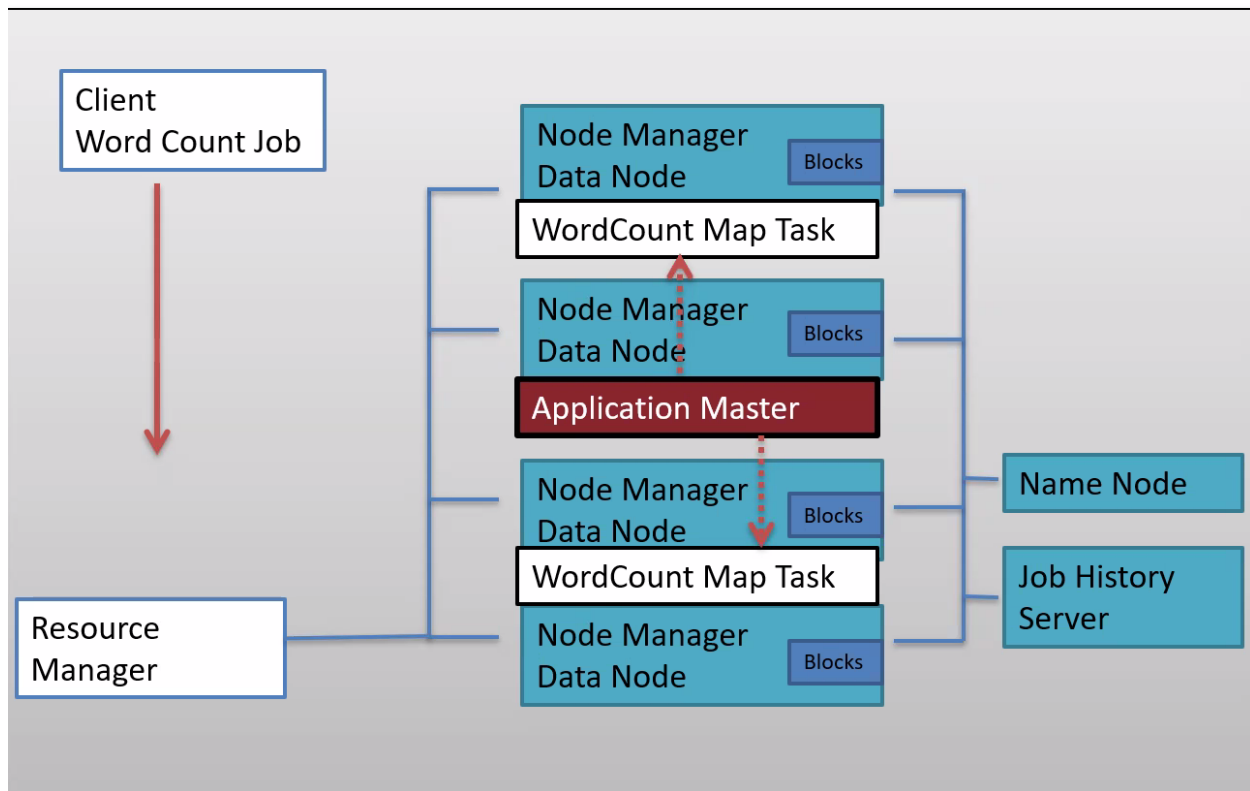 Client
Word Count Job
Node Manager
Data Node
Blocks
WordCount Map Task
Node Manager
Data Node
Blocks
Application Master
Node Manager
Data Node
Blocks
WordCount Map Task
Node Manager
Data Node
Blocks
Resource
Manager
Name Node
Job History
Server